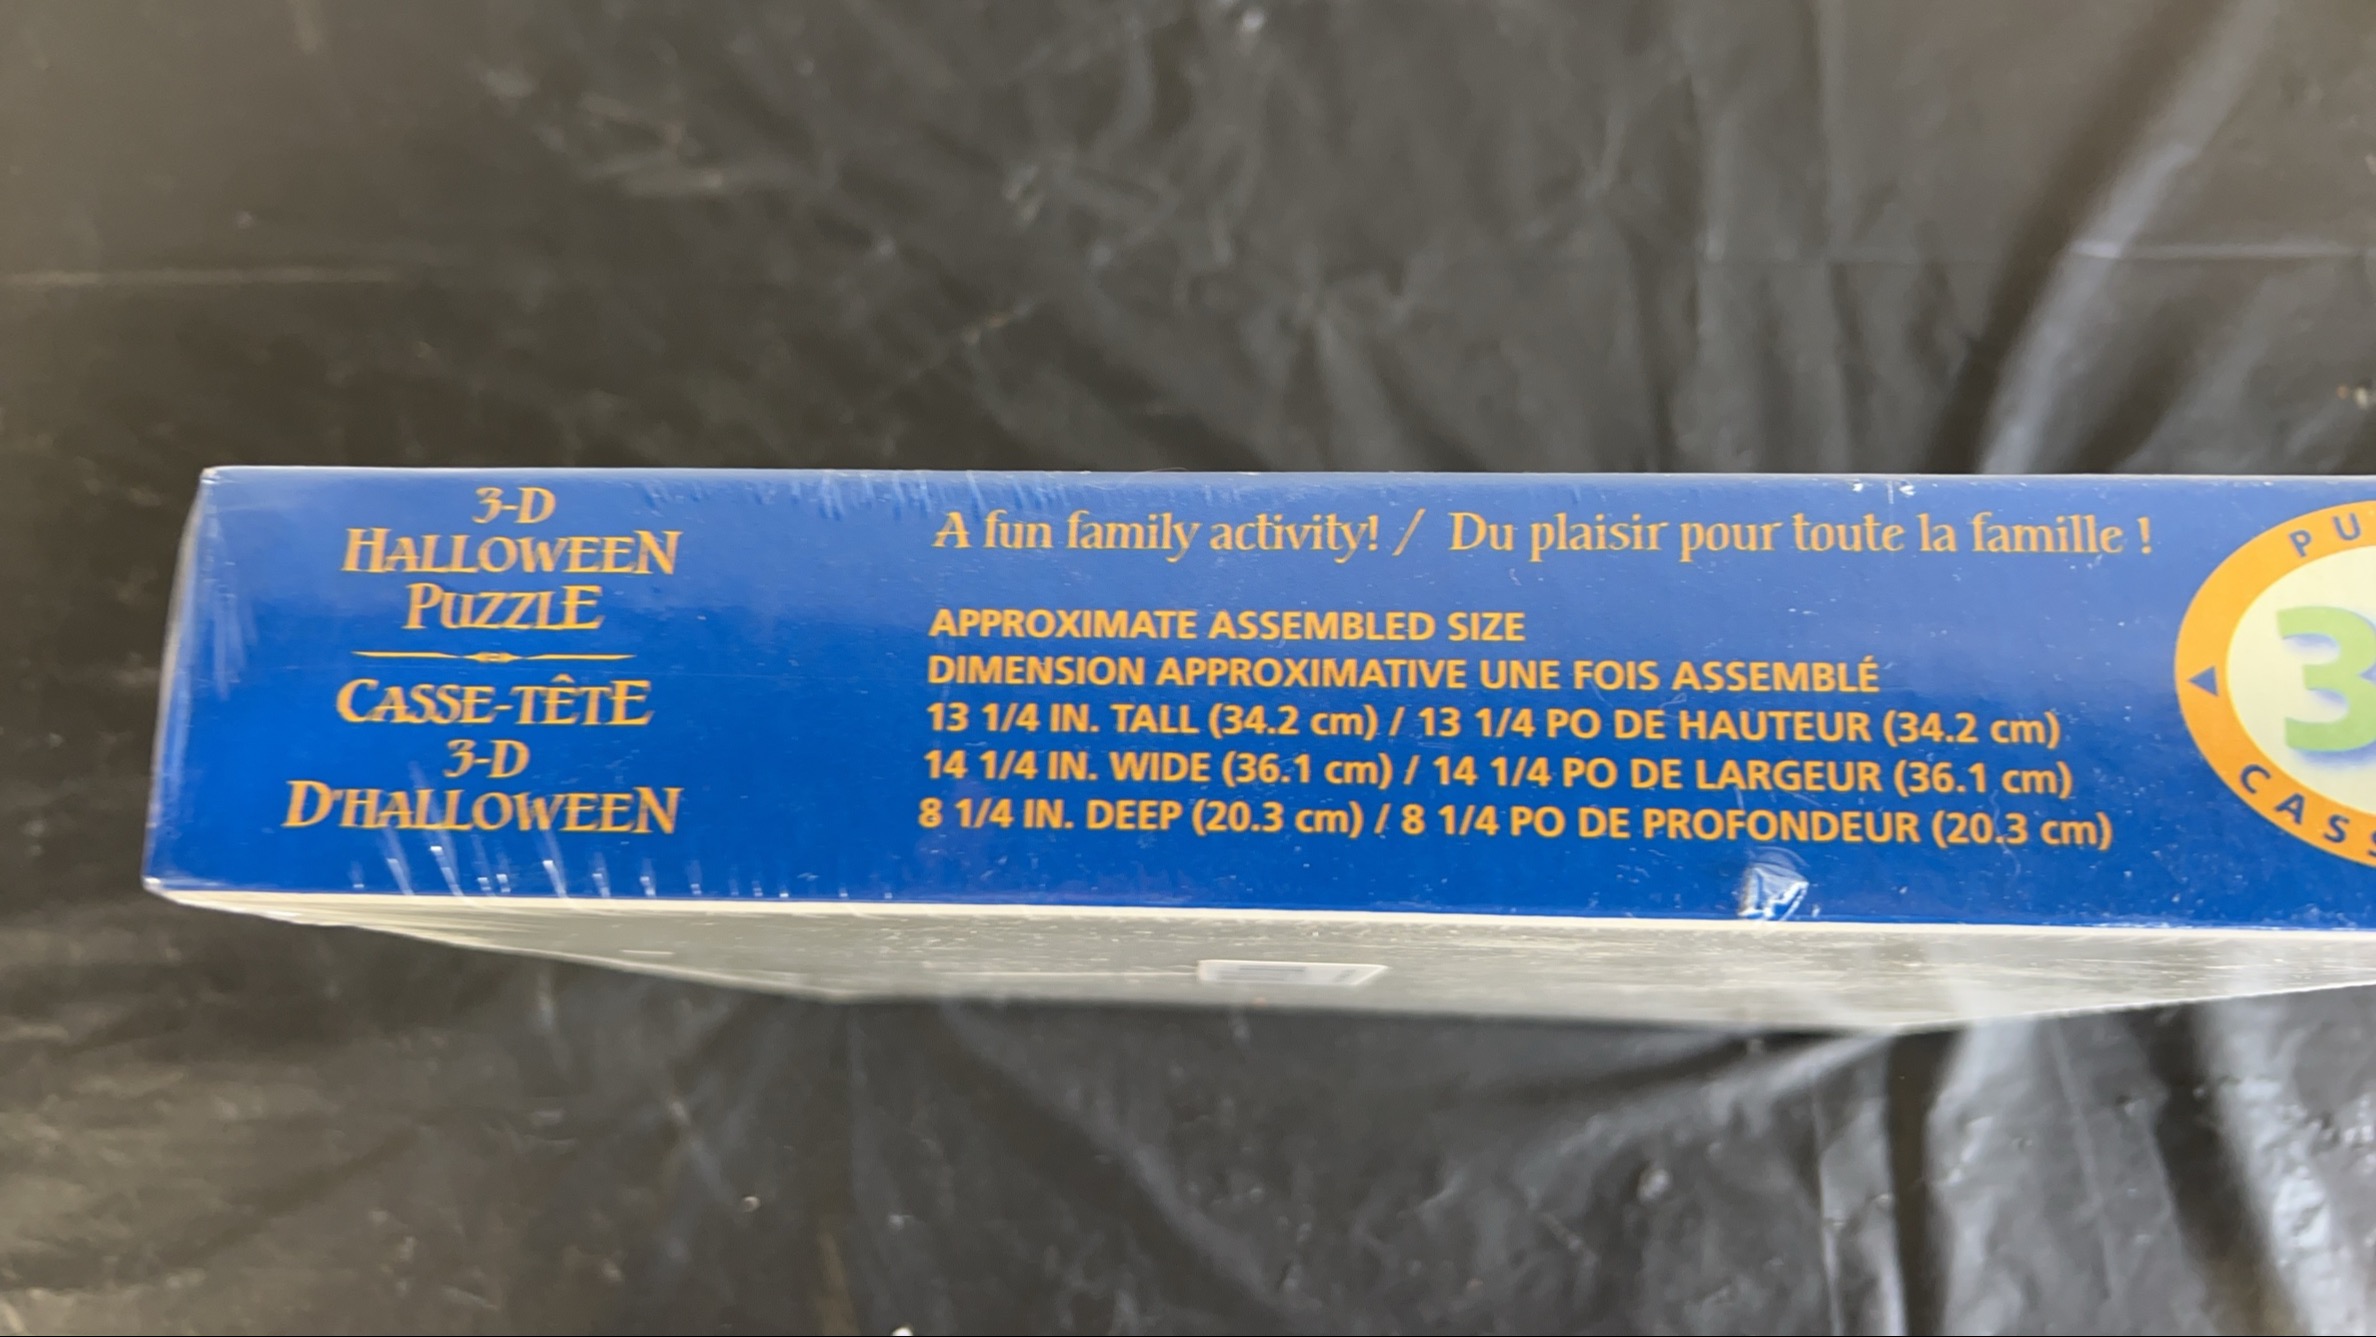 3-D
HALLOWEEN
PUZZLE
CASSE-TÊTE
3-D
D'HALLOWEEN
A fun family activity! / Du plaisir pour toute la famille !
APPROXIMATE ASSEMBLED SIZE
DIMENSION APPROXIMATIVE UNE FOIS ASSEMBLÉ
13 1/4 IN. TALL (34.2 cm) / 13 1/4 PO DE HAUTEUR (34.2 cm)
14 1/4 IN. WIDE (36.1 cm) / 14 1/4 PO DE LARGEUR (36.1 cm)
8 1/4 IN. DEEP (20.3 cm) / 8 1/4 PO DE PROFONDEUR (20.3 cm)
PU
3
CAS